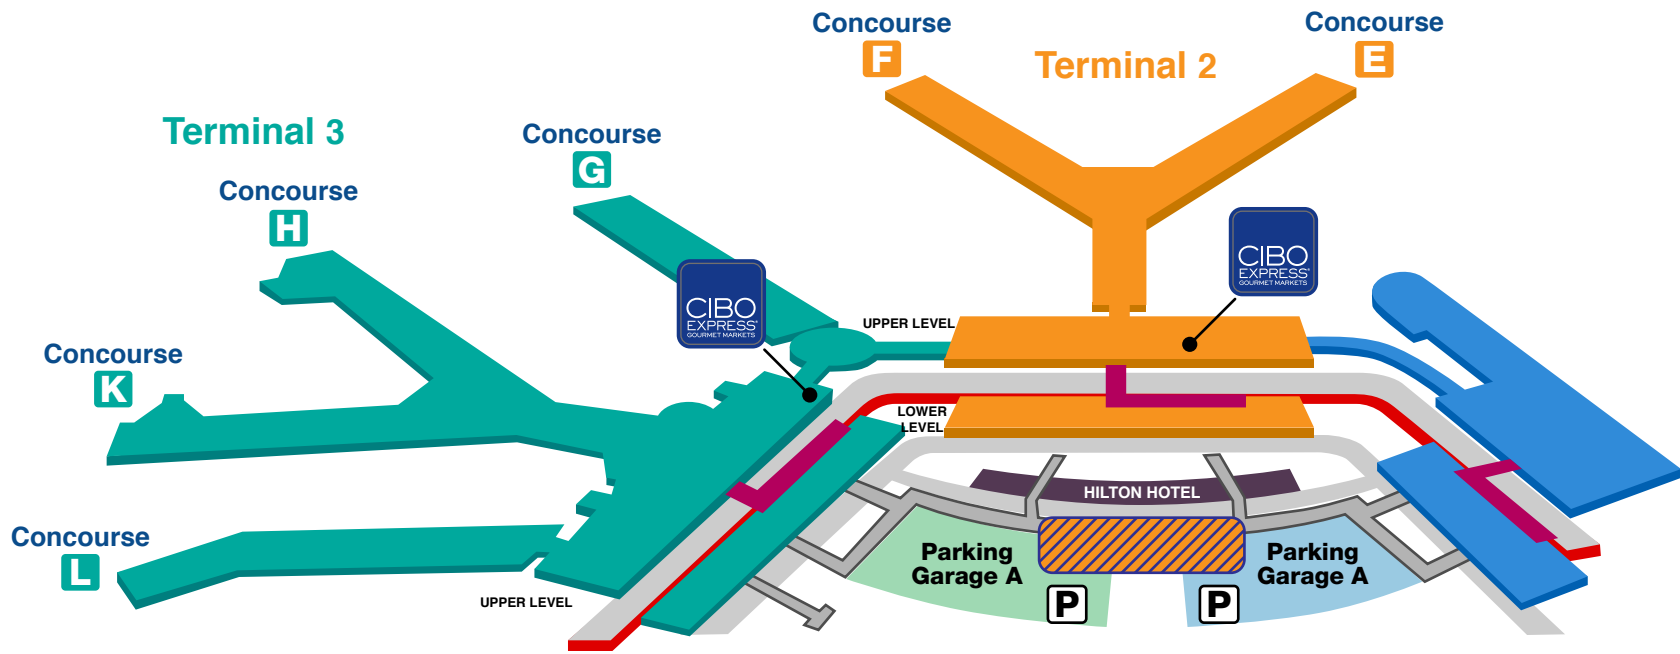 Concourse
F
Terminal 2
Concourse
E
Terminal 3
Concourse
G
Concourse
H
CIBO
EXPRESS®
GOURMET MARKETS
CIBO
EXPRESS®
GOURMET MARKETS
UPPER LEVEL
Concourse
K
LOWER
LEVEL
HILTON HOTEL
Concourse
L
Parking
Garage A
P
Parking
Garage A
P
UPPER LEVEL